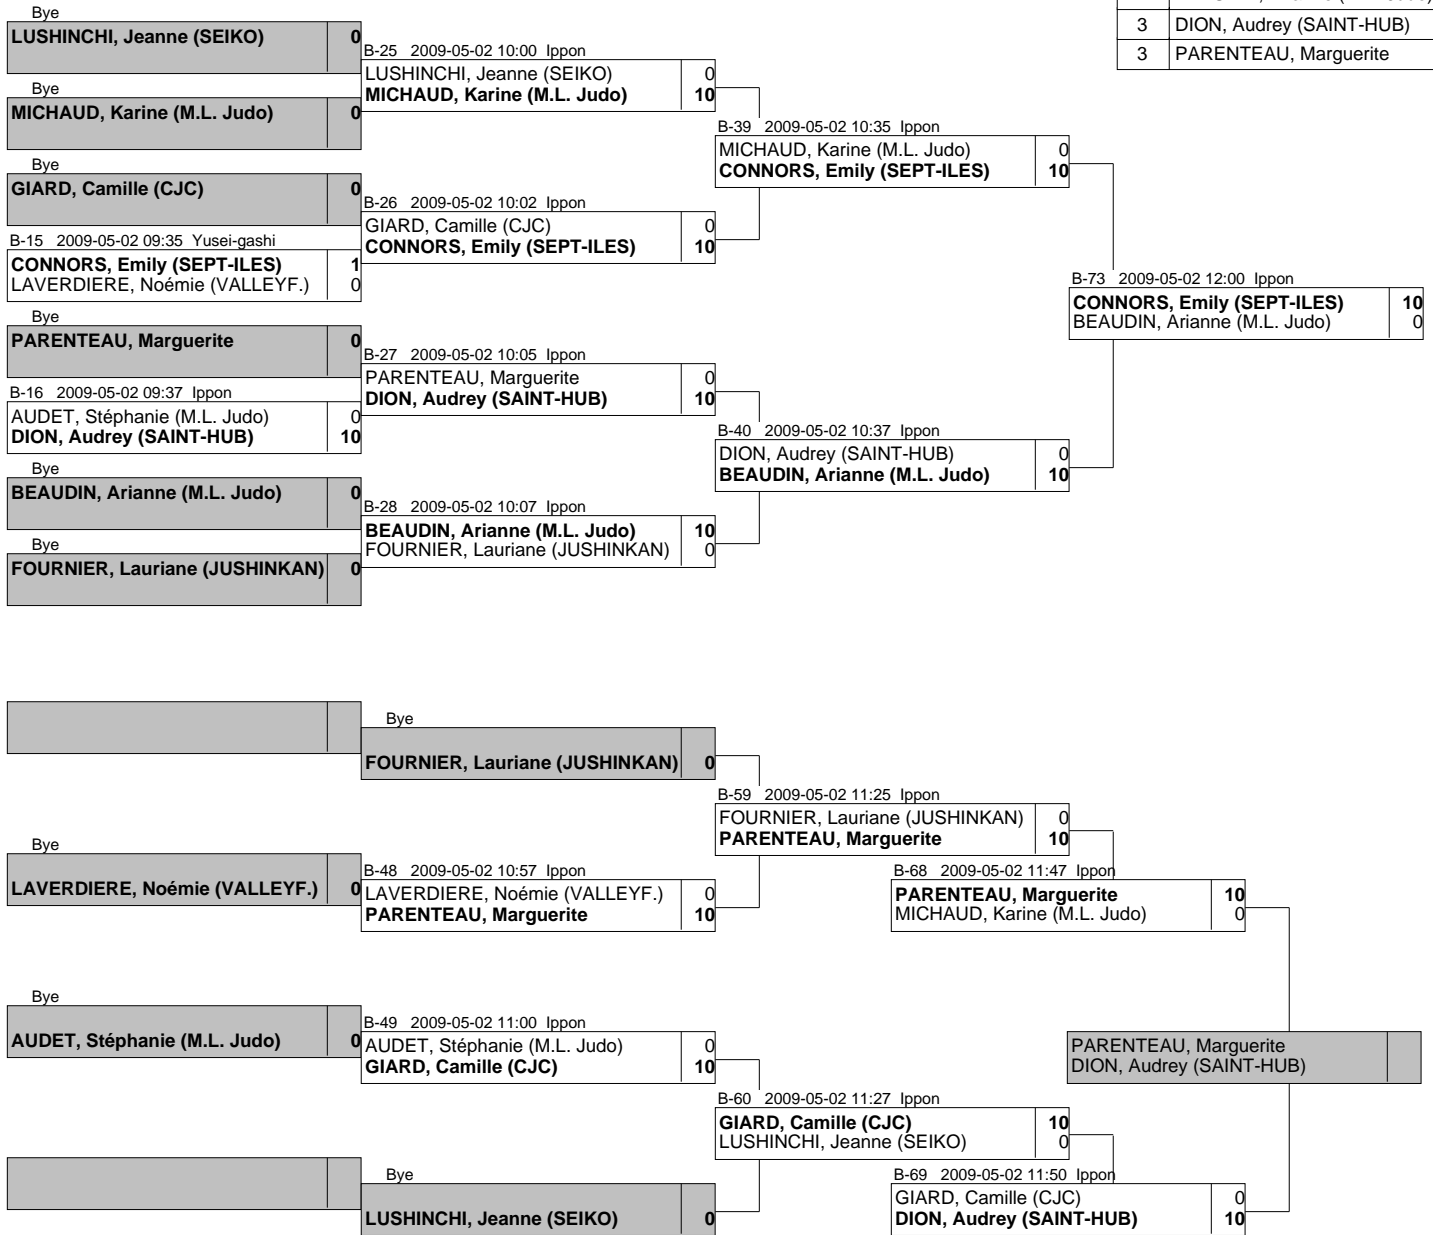 3 DION, Audrey (SAINT-HUB)
3 PARENTEAU, Marguerite
Bye
LUSHINCHI, Jeanne (SEIKO) 0
Bye
MICHAUD, Karine (M.L. Judo) 0
Bye
GIARD, Camille (CJC) 0
B-15 2009-05-02 09:35 Yusei-gashi
CONNORS, Emily (SEPT-ILES) 1
LAVERDIERE, Noémie (VALLEYF.) 0
Bye
PARENTEAU, Marguerite 0
B-16 2009-05-02 09:37 Ippon
AUDET, Stéphanie (M.L. Judo) 0
DION, Audrey (SAINT-HUB) 10
Bye
BEAUDIN, Arianne (M.L. Judo) 0
Bye
FOURNIER, Lauriane (JUSHINKAN) 0
B-25 2009-05-02 10:00 Ippon
LUSHINCHI, Jeanne (SEIKO) 0
MICHAUD, Karine (M.L. Judo) 10
B-26 2009-05-02 10:02 Ippon
GIARD, Camille (CJC) 0
CONNORS, Emily (SEPT-ILES) 10
B-27 2009-05-02 10:05 Ippon
PARENTEAU, Marguerite 0
DION, Audrey (SAINT-HUB) 10
B-28 2009-05-02 10:07 Ippon
BEAUDIN, Arianne (M.L. Judo) 10
FOURNIER, Lauriane (JUSHINKAN) 0
B-39 2009-05-02 10:35 Ippon
MICHAUD, Karine (M.L. Judo) 0
CONNORS, Emily (SEPT-ILES) 10
B-40 2009-05-02 10:37 Ippon
DION, Audrey (SAINT-HUB) 0
BEAUDIN, Arianne (M.L. Judo) 10
B-73 2009-05-02 12:00 Ippon
CONNORS, Emily (SEPT-ILES) 10
BEAUDIN, Arianne (M.L. Judo) 0
Bye
LAVERDIERE, Noémie (VALLEYF.) 0
Bye
AUDET, Stéphanie (M.L. Judo) 0
Bye
FOURNIER, Lauriane (JUSHINKAN) 0
B-48 2009-05-02 10:57 Ippon
LAVERDIERE, Noémie (VALLEYF.) 0
PARENTEAU, Marguerite 10
B-49 2009-05-02 11:00 Ippon
AUDET, Stéphanie (M.L. Judo) 0
GIARD, Camille (CJC) 10
Bye
LUSHINCHI, Jeanne (SEIKO) 0
B-59 2009-05-02 11:25 Ippon
FOURNIER, Lauriane (JUSHINKAN) 0
PARENTEAU, Marguerite 10
B-60 2009-05-02 11:27 Ippon
GIARD, Camille (CJC) 10
LUSHINCHI, Jeanne (SEIKO) 0
B-68 2009-05-02 11:47 Ippon
PARENTEAU, Marguerite 10
MICHAUD, Karine (M.L. Judo) 0
B-69 2009-05-02 11:50 Ippon
GIARD, Camille (CJC) 0
DION, Audrey (SAINT-HUB) 10
PARENTEAU, Marguerite
DION, Audrey (SAINT-HUB)